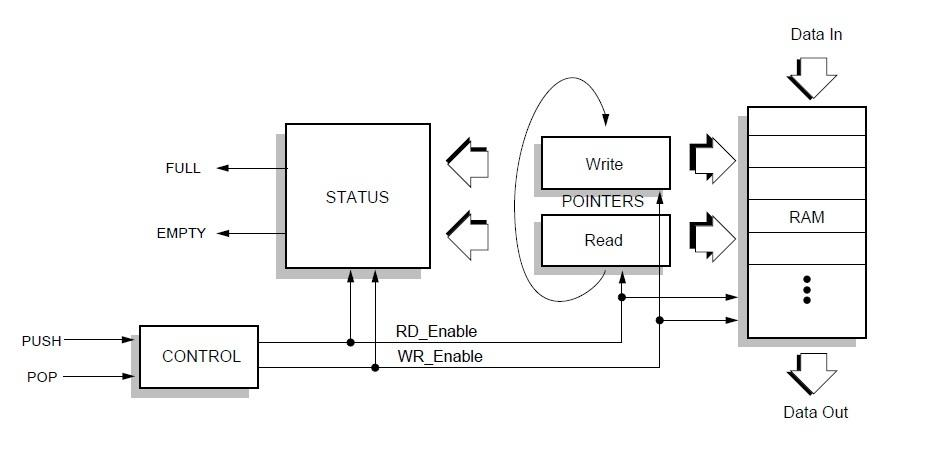 Data In
FULL
STATUS
Write
EMPTY
POINTERS
Read
RAM
PUSH
POP
CONTROL
RD_Enable
WR_Enable
Data Out